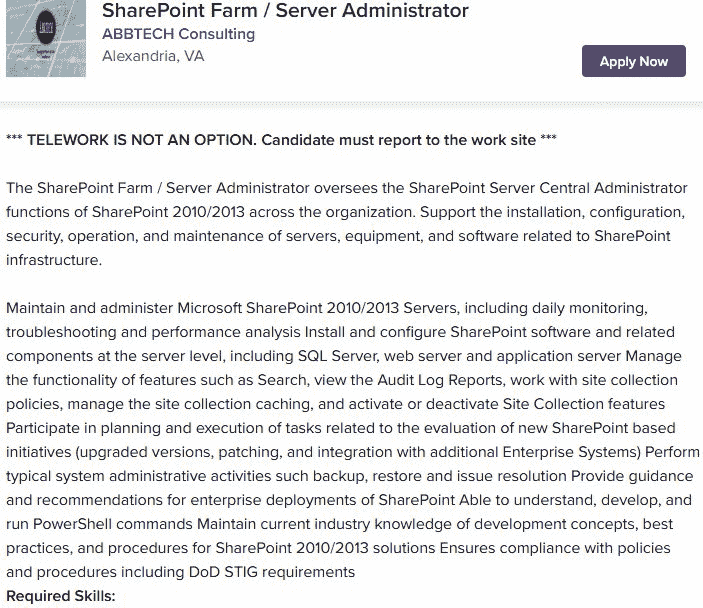 SharePoint Farm / Server Administrator
ABBTECH Consulting
Alexandria, VA
Apply Now
*** TELEWORK IS NOT AN OPTION. Candidate must report to the work site ***
The SharePoint Farm / Server Administrator oversees the SharePoint Server Central Administrator
functions of SharePoint 2010/2013 across the organization. Support the installation, configuration,
security, operation, and maintenance of servers, equipment, and software related to SharePoint
infrastructure.
Maintain and administer Microsoft SharePoint 2010/2013 Servers, including daily monitoring,
troubleshooting and performance analysis Install and configure SharePoint software and related
components at the server level, including SQL Server, web server and application server Manage
the functionality of features such as Search, view the Audit Log Reports, work with site collection
policies, manage the site collection caching, and activate or deactivate Site Collection features
Participate in planning and execution of tasks related to the evaluation of new SharePoint based
initiatives (upgraded versions, patching, and integration with additional Enterprise Systems) Perform
typical system administrative activities such backup, restore and issue resolution Provide guidance
and recommendations for enterprise deployments of SharePoint Able to understand, develop, and
run PowerShell commands Maintain current industry knowledge of development concepts, best
practices, and procedures for SharePoint 2010/2013 solutions Ensures compliance with policies
and procedures including DoD STIG requirements
Required Skills: